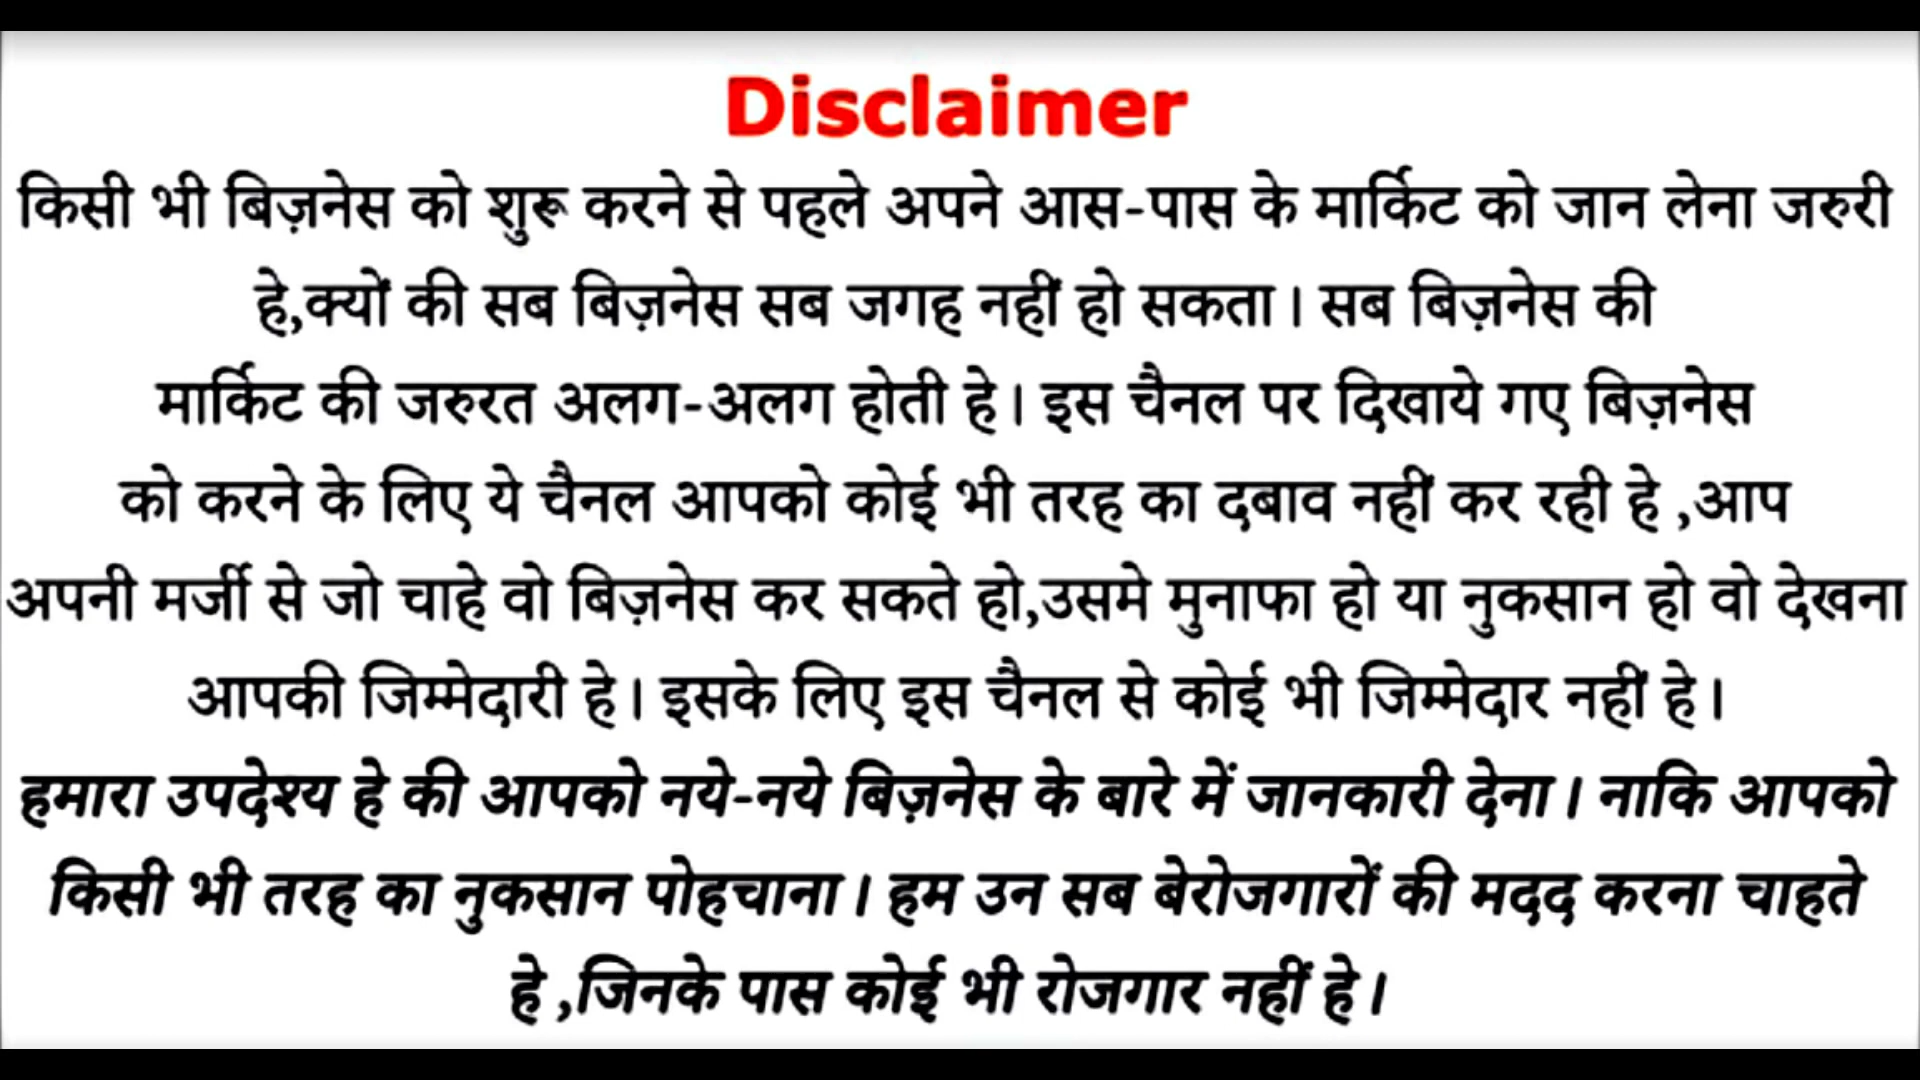 Disclaimer
किसी भी बिज़नेस को शुरू करने से पहले अपने आस-पास के मार्किट को जान लेना जरुरी
हे,क्यों की सब बिज़नेस सब जगह नहीं हो सकता। सब बिज़नेस की
मार्किट की जरुरत अलग-अलग होती हे। इस चैनल पर दिखाये गए बिज़नेस
को करने के लिए ये चैनल आपको कोई भी तरह का दबाव नहीं कर रही हे ,आप
अपनी मर्जी से जो चाहे वो बिज़नेस कर सकते हो,उसमे मुनाफा हो या नुकसान हो वो देखना
आपकी जिम्मेदारी हे। इसके लिए इस चैनल से कोई भी जिम्मेदार नहीं हे।
हमारा उपदेश्य हे की आपको नये-नये बिज़नेस के बारे में जानकारी देना। नाकि आपको
किसी भी तरह का नुकसान पोहचाना। हम उन सब बेरोजगारों की मदद करना चाहते
हे ,जिनके पास कोई भी रोजगार नहीं हे।